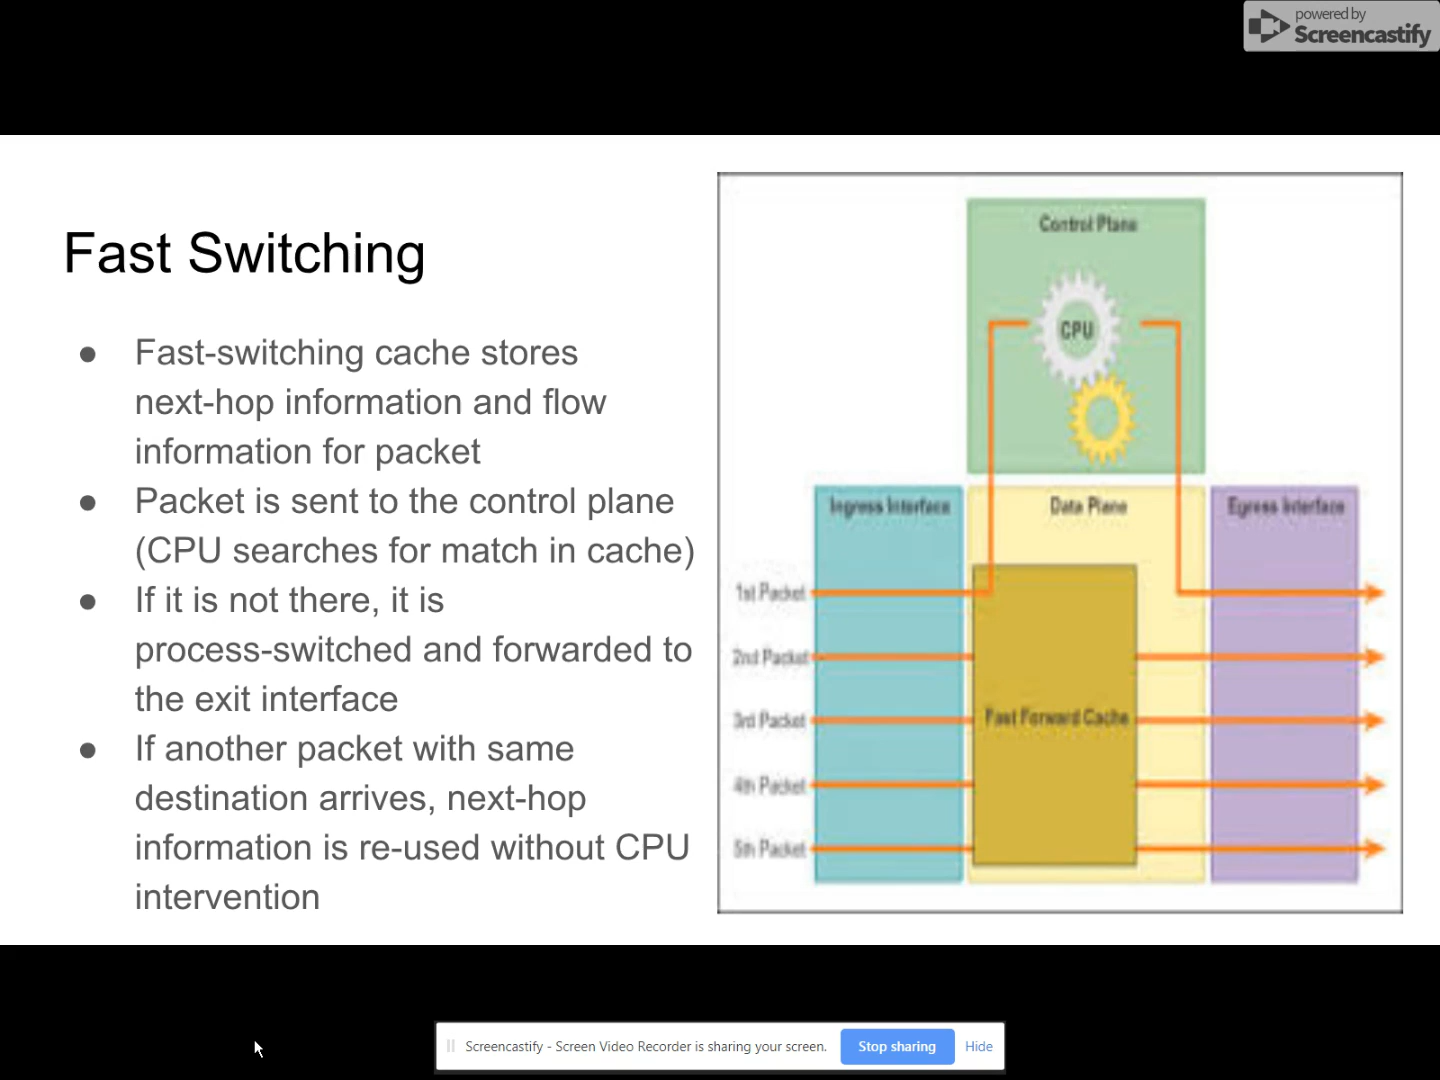 powered by
Screencastify
Fast Switching
● Fast-switching cache stores
next-hop information and flow
information for packet
● Packet is sent to the control plane
(CPU searches for match in cache)
● If it is not there, it is
process-switched and forwarded to
the exit interface
● If another packet with same
destination arrives, next-hop
information is re-used without CPU
intervention
Control Plane
CPU
Ingress Interface
Data Plane
Egress Interface
1st Packet
2nd Packet
3rd Packet
Fast Forward Cache
4th Packet
5th Packet
Screencastify - Screen Video Recorder is sharing your screen.
Stop sharing
Hide